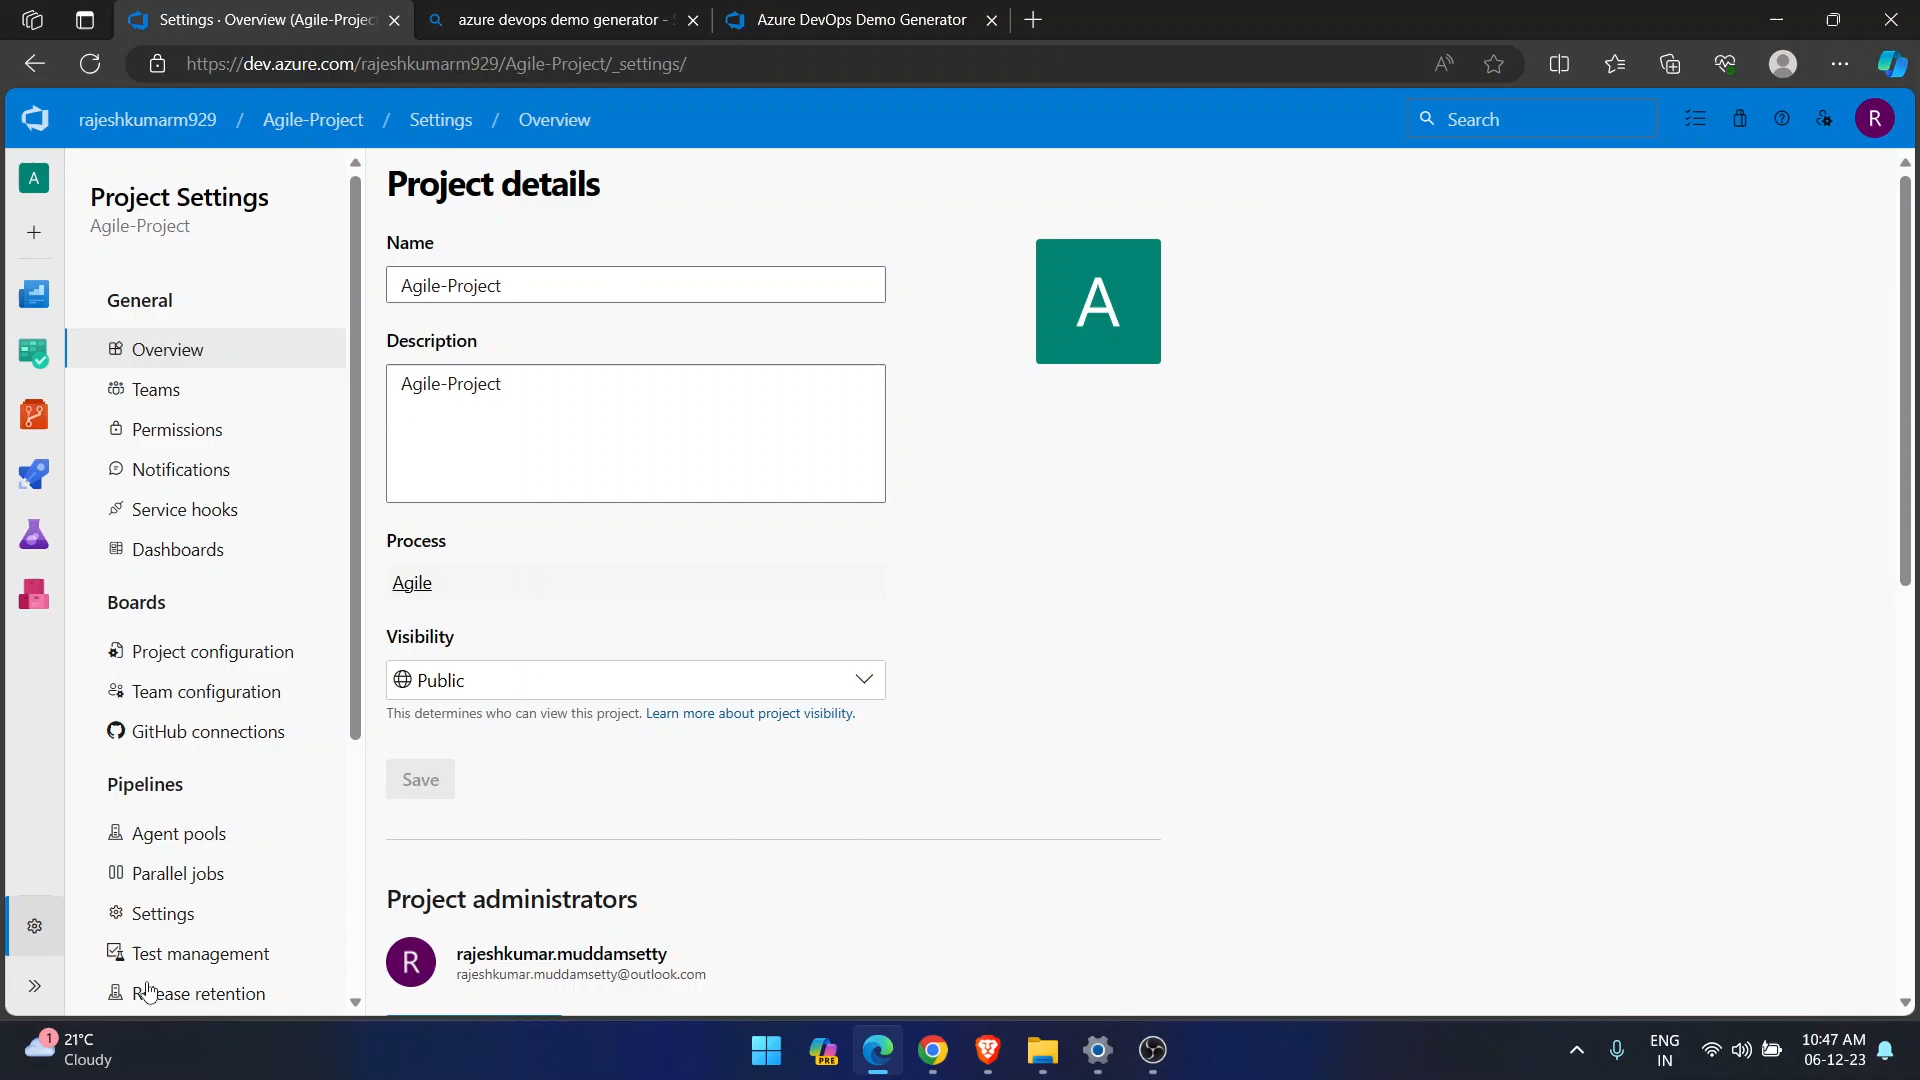 Settings · Overview (Agile-Projec
azure devops demo generator -
Azure DevOps Demo Generator
https://dev.azure.com/rajeshkumarm929/Agile-Project/_settings/
rajeshkumarm929 / Agile-Project / Settings / Overview
Search
R
A
Project Settings
Agile-Project
General
Overview
Teams
Permissions
Notifications
Service hooks
Dashboards
Boards
Project configuration
Team configuration
GitHub connections
Pipelines
Agent pools
Parallel jobs
Settings
Test management
Release retention
Project details
Name
Agile-Project
Description
Agile-Project
Process
Agile
Visibility
Public
This determines who can view this project. Learn more about project visibility.
Save
A
Project administrators
R
rajeshkumar.muddamsetty
rajeshkumar.muddamsetty@outlook.com
1
21°C
Cloudy
PRE
ENG
IN
10:47 AM
06-12-23